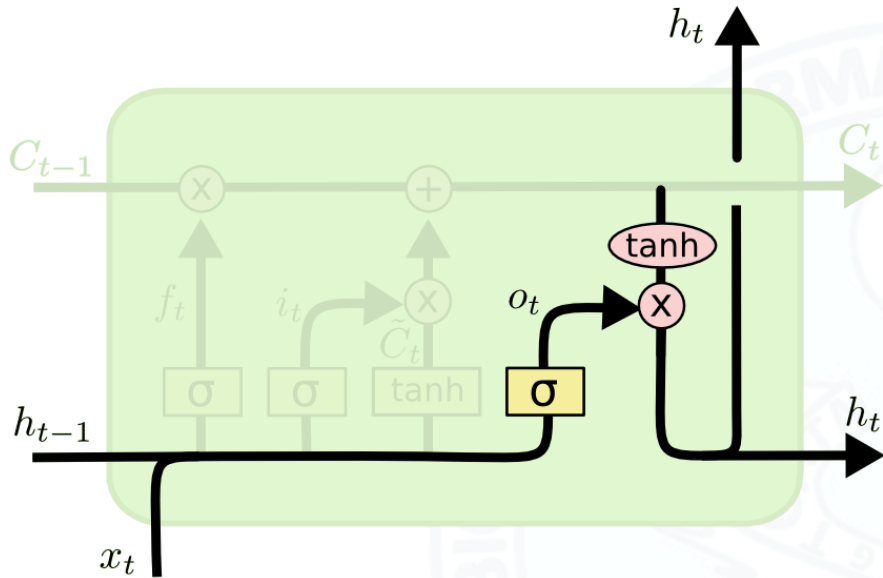 h_t
C_{t-1}
C_t
x
+
tanh
f_t
i_t
x
o_t
x
C̃_t
σ
σ
tanh
σ
h_{t-1}
h_t
x_t